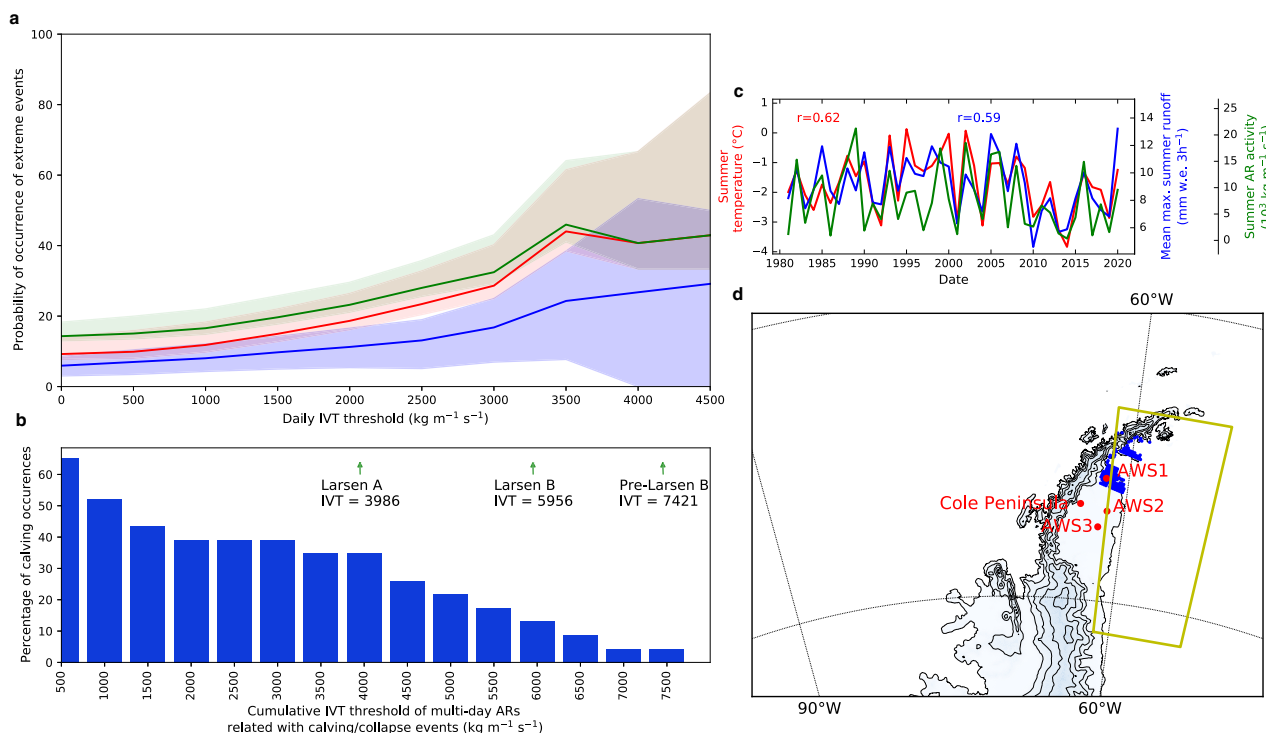 a
Probability of occurrence of extreme events
100
80
60
40
20
0
0 500 1000 1500 2000 2500 3000 3500 4000 4500
Daily IVT threshold (kg m⁻¹ s⁻¹)
b
Percentage of calving occurences
60
50
40
30
20
10
0
Larsen A
IVT = 3986
Larsen B
IVT = 5956
Pre-Larsen B
IVT = 7421
500 1000 1500 2000 2500 3000 3500 4000 4500 5000 5500 6000 6500 7000 7500
Cumulative IVT threshold of multi-day ARs
related with calving/collapse events (kg m⁻¹ s⁻¹)
c
Summer
temperature (°C)
1
0
−1
−2
−3
−4
r=0.62
r=0.59
1980 1985 1990 1995 2000 2005 2010 2015 2020
Date
14
12
10
8
6
Mean max. summer runoff
(mm w.e. 3h⁻¹)
25
20
15
10
5
0
Summer AR activity
(10³ kg m⁻¹ s⁻¹)
d
60°W
AWS1
Cole Peninsula
AWS2
AWS3
90°W
60°W